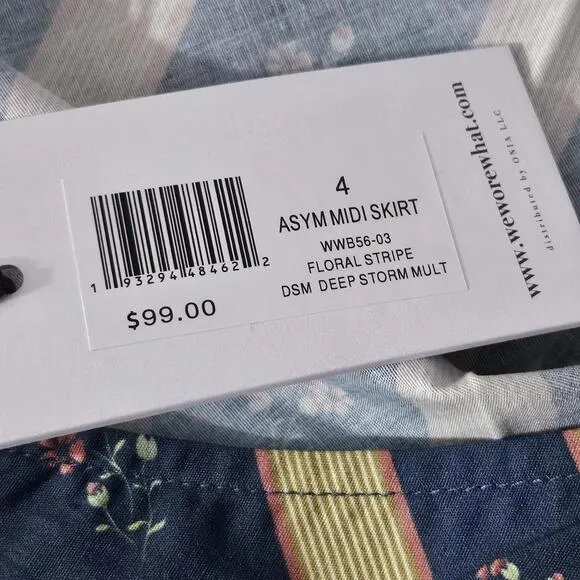 4
ASYM MIDI SKIRT
WWB56-03
FLORAL STRIPE
DSM DEEP STORM MULT
1 93294 48462 2
$99.00
www.weworewhat.com
distributed by ONIA LLC